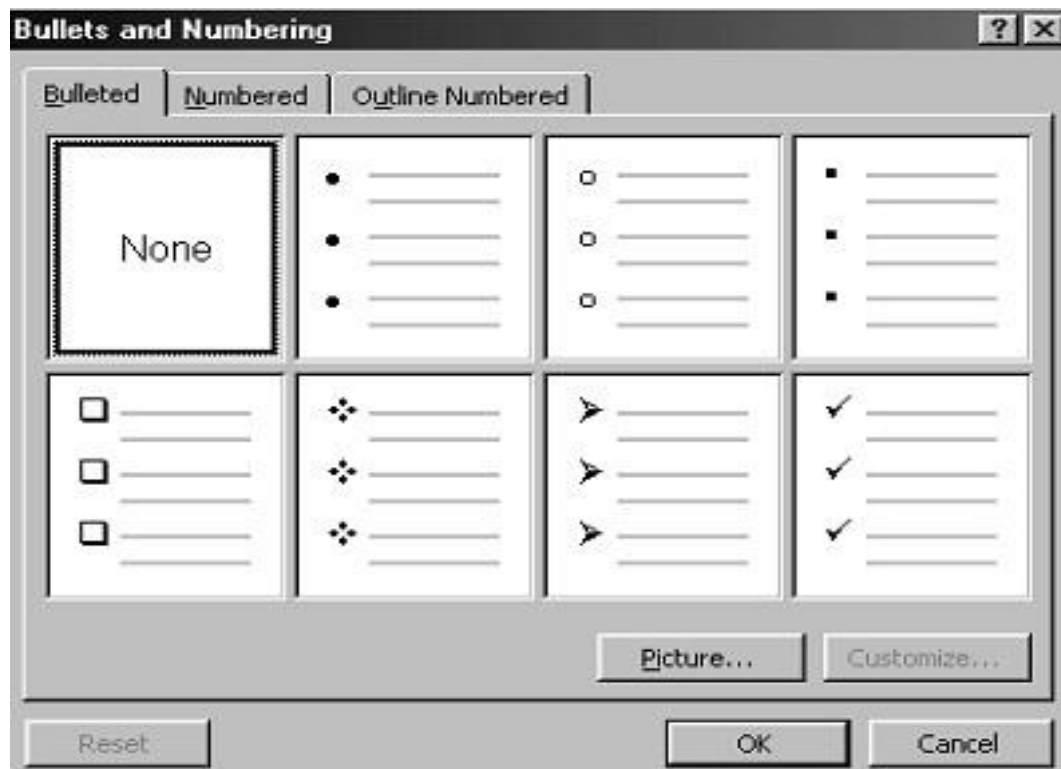 Bullets and Numbering
Bulleted Numbered Outline Numbered
None
Picture... Customize...
Reset OK Cancel